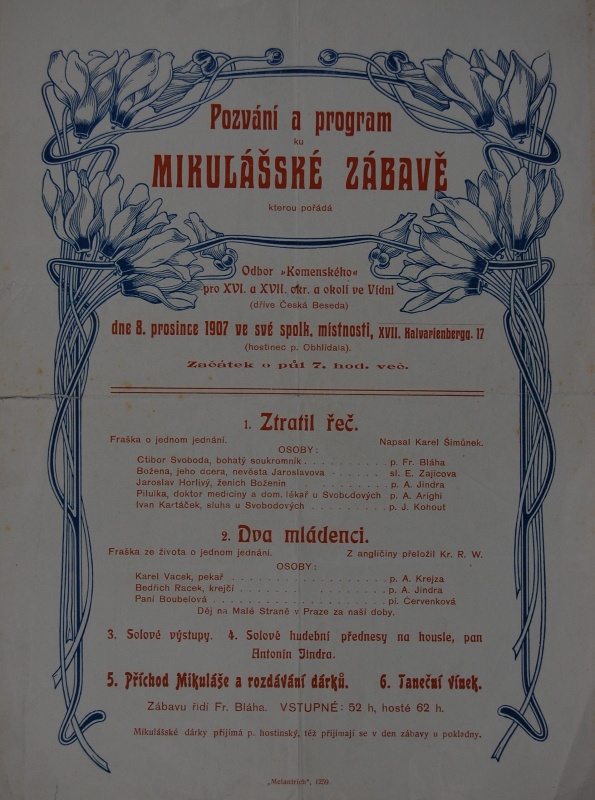 Pozvání a program
ku
MIKULÁŠSKÉ ZÁBAVĚ
kterou pořádá
Odbor „Komenského“
pro XVI. a XVII. okr. a okolí ve Vídni
(dříve Česká Beseda)
dne 8. prosince 1907 ve své spolk. místnosti, XVII. Kalvarienbergg. 17
(hostinec p. Obhlídala).
Začátek o půl 7. hod. več.
1. Ztratil řeč.
Fraška o jednom jednání. Napsal Karel Šimůnek.
OSOBY:
Ctibor Svoboda, bohatý soukromník . . . . . . . . . . p. Fr. Bláha
Božena, jeho dcera, nevěsta Jaroslavova . . . . . . sl. E. Zajícova
Jaroslav Horlivý, ženich Boženin . . . . . . . . p. A. Jindra
Pilulka, doktor medicíny a dom. lékař u Svobodových p. A. Arighi
Ivan Kartáček, sluha u Svobodových . . . . . . . . . p. J. Kohout
2. Dva mládenci.
Fraška ze života o jednom jednání. Z angličiny přeložil Kr. R. W.
OSOBY:
Karel Vacek, pekař . . . . . . . . . . . . . . . . . p. A. Krejza
Bedřich Racek, krejčí . . . . . . . . . . . . . . . . p. A. Jindra
Paní Boubelová . . . . . . . . . . . . . . . . . . . pí. Červenková
Děj na Malé Straně v Praze za naší doby.
3. Solové výstupy. 4. Solové hudební přednesy na housle, pan
Antonín Jindra.
5. Příchod Mikuláše a rozdávání dárků. 6. Taneční vínek.
Zábavu řídí Fr. Bláha. VSTUPNÉ: 52 h, hosté 62 h.
Mikulášské dárky přijímá p. hostinský, též přijímají se v den zábavy u pokladny.
„Melantrich“, 1259.